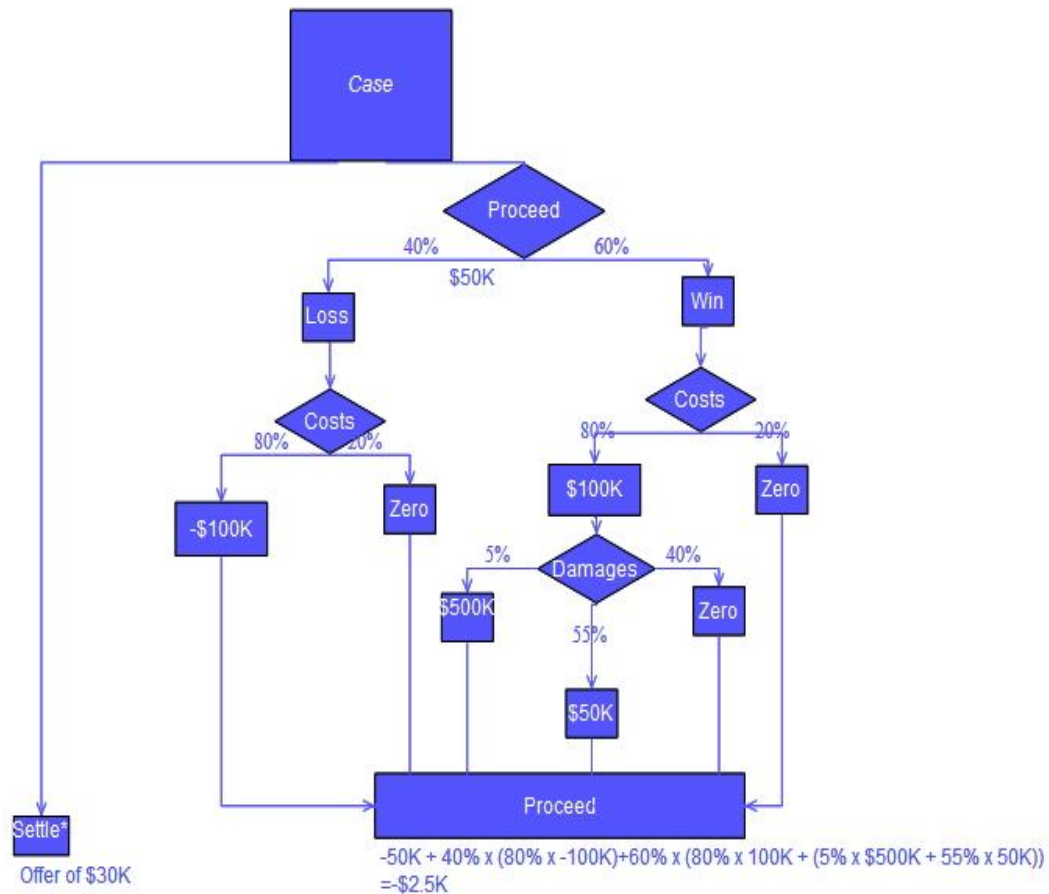 Case
Proceed
40%
60%
$50K
Loss
Win
Costs
Costs
80%
20%
80%
20%
-$100K
Zero
$100K
Zero
5%
Damages
40%
$500K
Zero
55%
$50K
Proceed
Settle*
Offer of $30K
-50K + 40% x (80% x -100K)+60% x (80% x 100K + (5% x $500K + 55% x 50K))
=-$2.5K